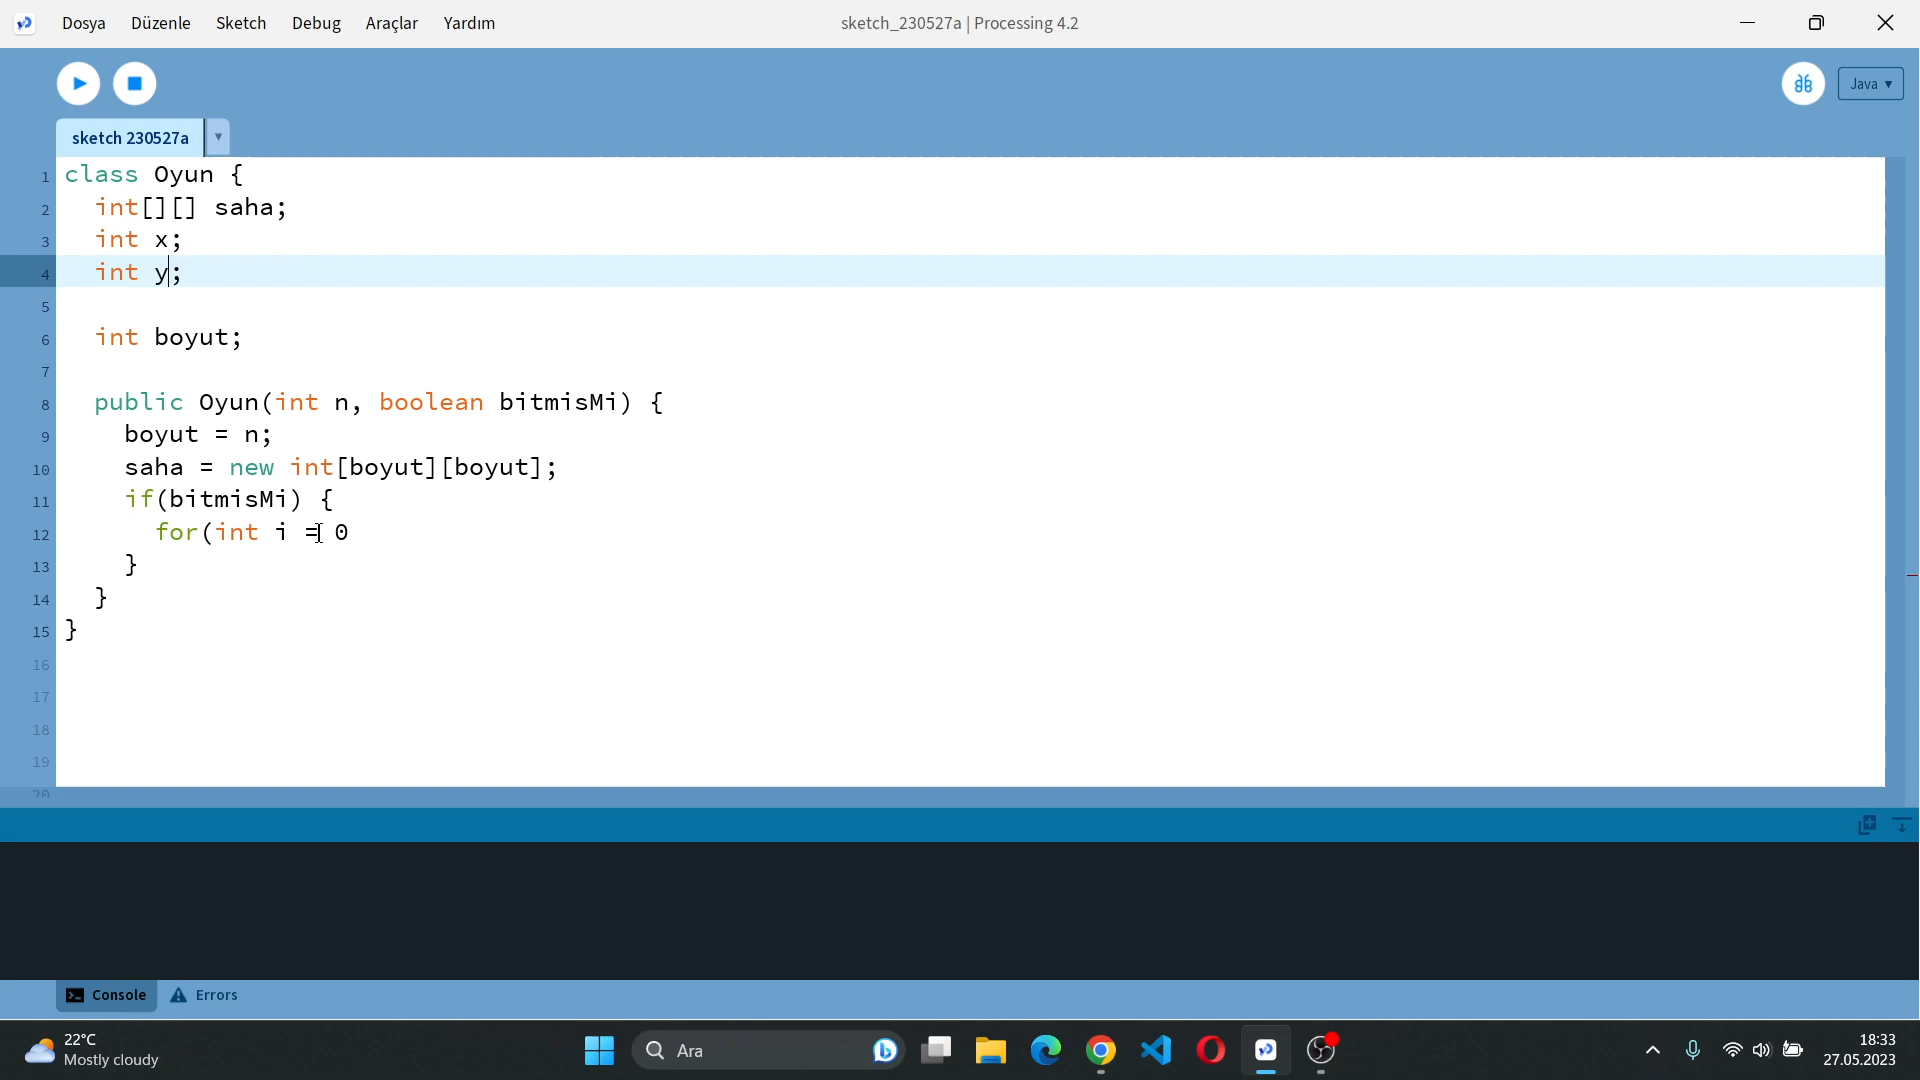 Dosya Düzenle Sketch Debug Araçlar Yardım
sketch_230527a | Processing 4.2
Java ▾
sketch 230527a ▾
1 class Oyun {
2 int[][] saha;
3 int x;
4 int y;
5
6 int boyut;
7
8 public Oyun(int n, boolean bitmisMi) {
9 boyut = n;
10 saha = new int[boyut][boyut];
11 if(bitmisMi) {
12 for(int i = 0
13 }
14 }
15 }
16
17
18
19
20
Console Errors
22°C
Mostly cloudy
Ara
18:33
27.05.2023